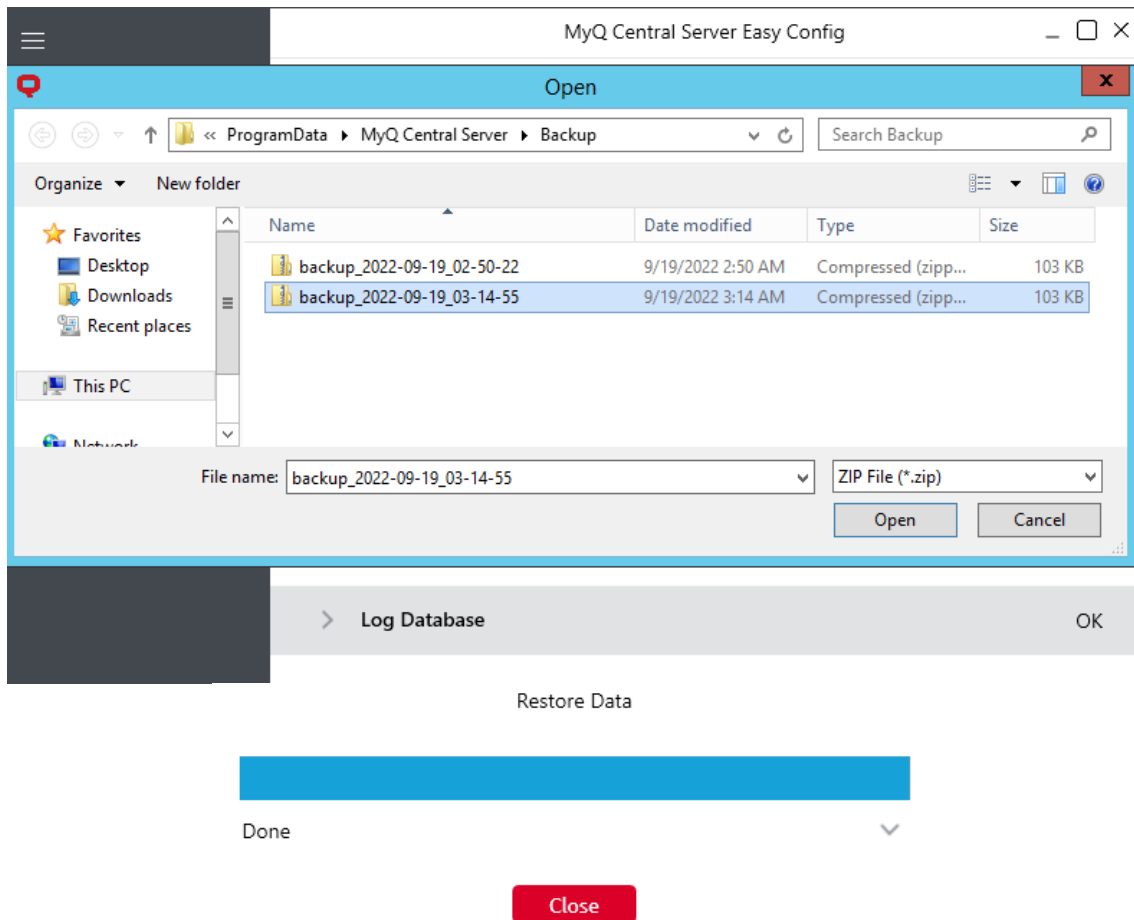 MyQ Central Server Easy Config
Open
« ProgramData MyQ Central Server Backup
Search Backup
Organize New folder
Name Date modified Type Size
Favorites
Desktop
Downloads
Recent places
This PC
Network
backup_2022-09-19_02-50-22 9/19/2022 2:50 AM Compressed (zipp... 103 KB
backup_2022-09-19_03-14-55 9/19/2022 3:14 AM Compressed (zipp... 103 KB
File name: backup_2022-09-19_03-14-55 ZIP File (*.zip)
Open Cancel
Log Database OK
Restore Data
Done
Close